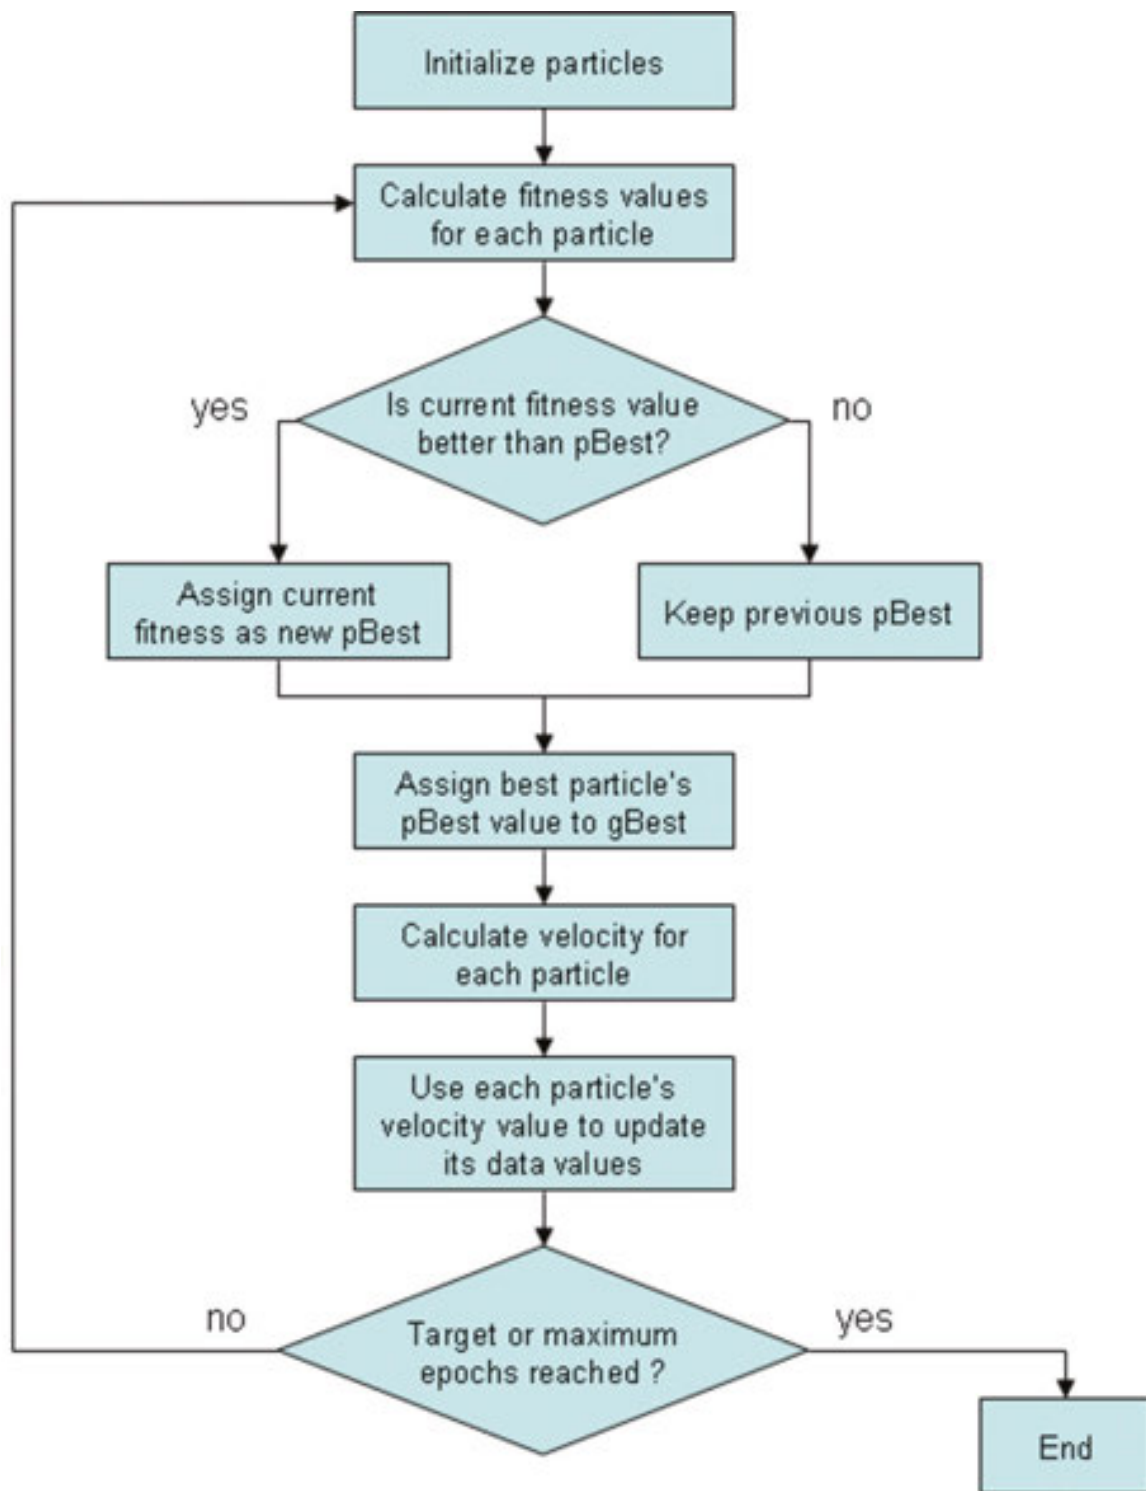 Initialize particles
Calculate fitness values
for each particle
Is current fitness value
better than pBest?
yes
no
Assign current
fitness as new pBest
Keep previous pBest
Assign best particle's
pBest value to gBest
Calculate velocity for
each particle
Use each particle's
velocity value to update
its data values
Target or maximum
epochs reached ?
no
yes
End